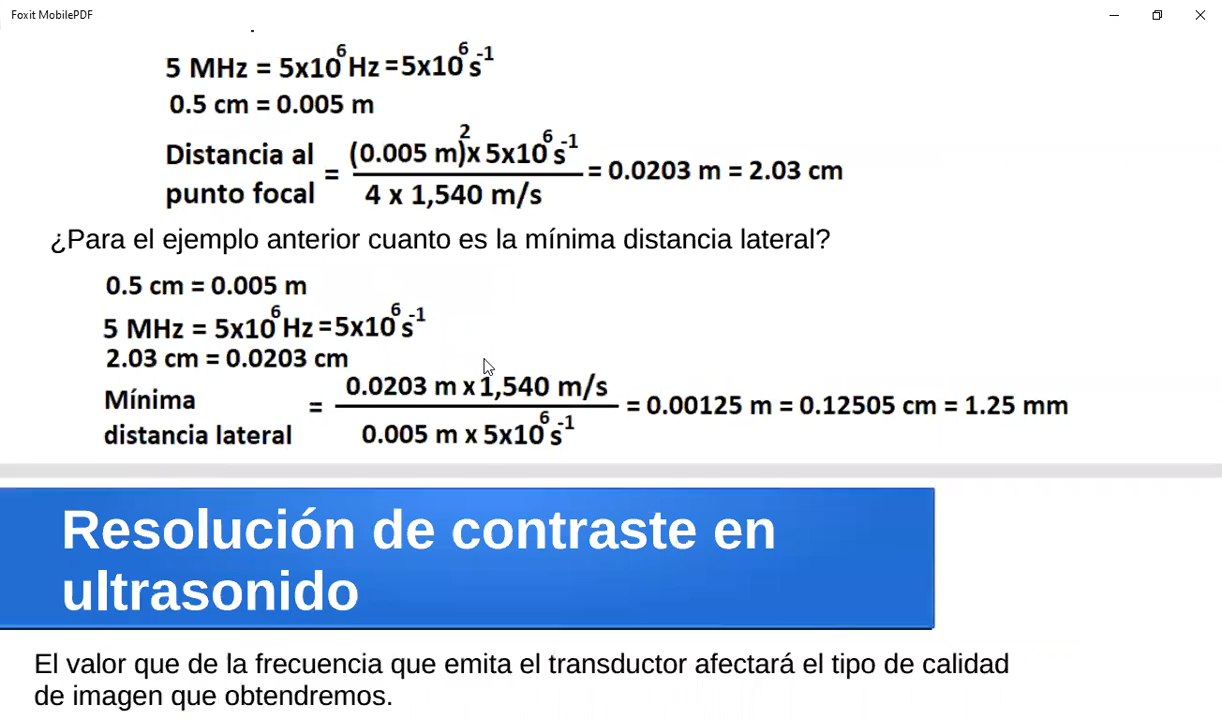 Foxit MobilePDF
5 MHz = 5x10⁶ Hz = 5x10⁶ s⁻¹
0.5 cm = 0.005 m
Distancia al punto focal = (0.005 m)² x 5x10⁶ s⁻¹ / 4 x 1,540 m/s = 0.0203 m = 2.03 cm
¿Para el ejemplo anterior cuanto es la mínima distancia lateral?
0.5 cm = 0.005 m
5 MHz = 5x10⁶ Hz = 5x10⁶ s⁻¹
2.03 cm = 0.0203 cm
Mínima distancia lateral = 0.0203 m x 1,540 m/s / 0.005 m x 5x10⁶ s⁻¹ = 0.00125 m = 0.12505 cm = 1.25 mm
Resolución de contraste en
ultrasonido
El valor que de la frecuencia que emita el transductor afectará el tipo de calidad
de imagen que obtendremos.